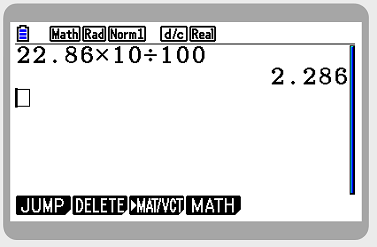 Math Rad Norm1 d/c Real
22.86×10÷100
2.286
JUMP DELETE ▶MAT/VCT MATH